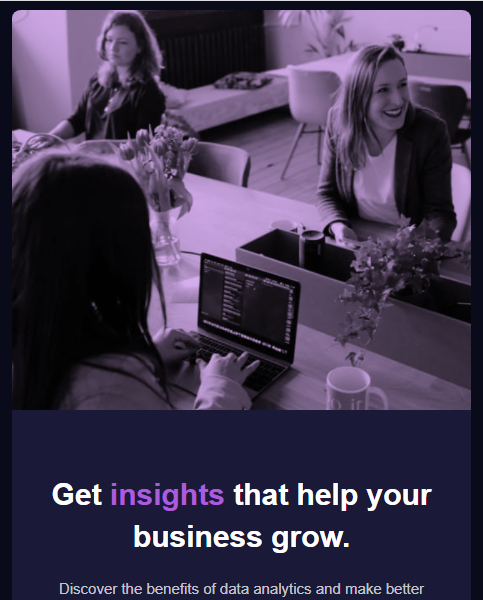 Get insights that help your
business grow.
Discover the benefits of data analytics and make better